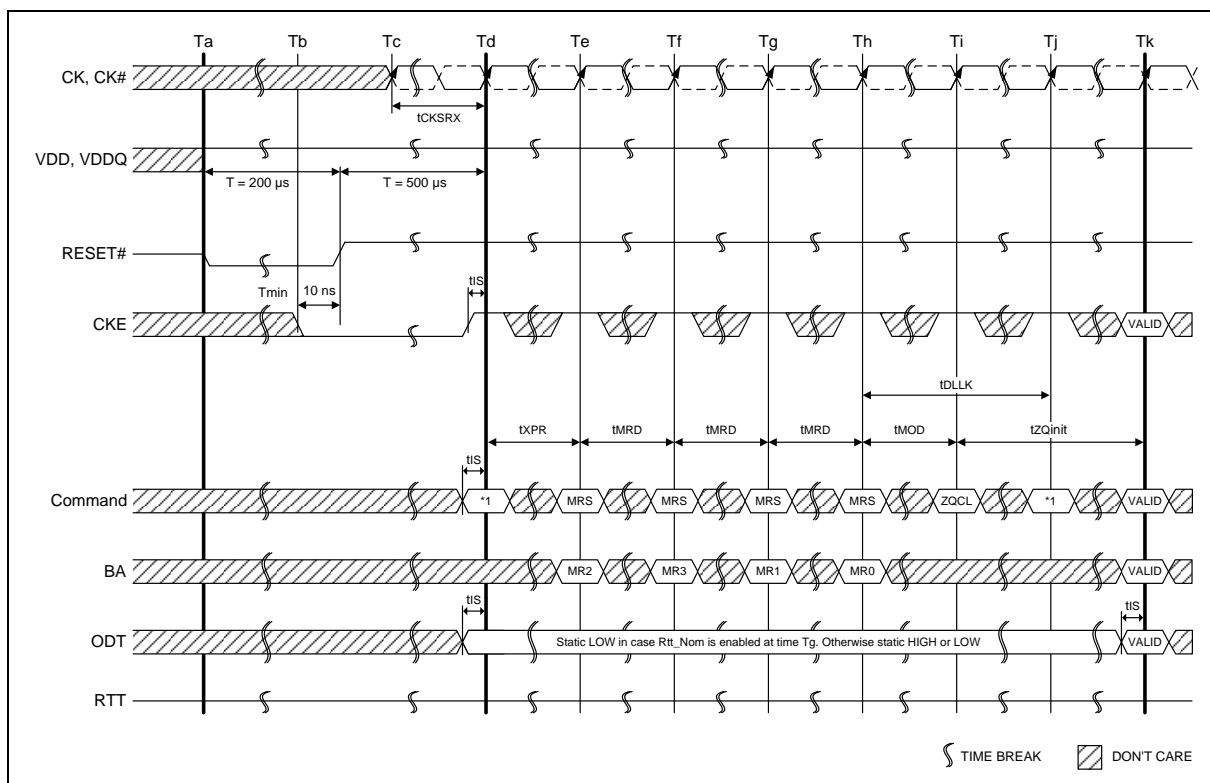 Ta Tb Tc Td Te Tf Tg Th Ti Tj Tk
CK, CK#
tCKSRX
VDD, VDDQ
T = 200 µs T = 500 µs
RESET#
tIS
Tmin 10 ns
CKE VALID
tDLLK
tXPR tMRD tMRD tMRD tMOD tZQinit
tIS
Command *1 MRS MRS MRS MRS ZQCL *1 VALID
BA MR2 MR3 MR1 MR0 VALID
tIS tIS
ODT Static LOW in case Rtt_Nom is enabled at time Tg. Otherwise static HIGH or LOW VALID
RTT
TIME BREAK DON'T CARE